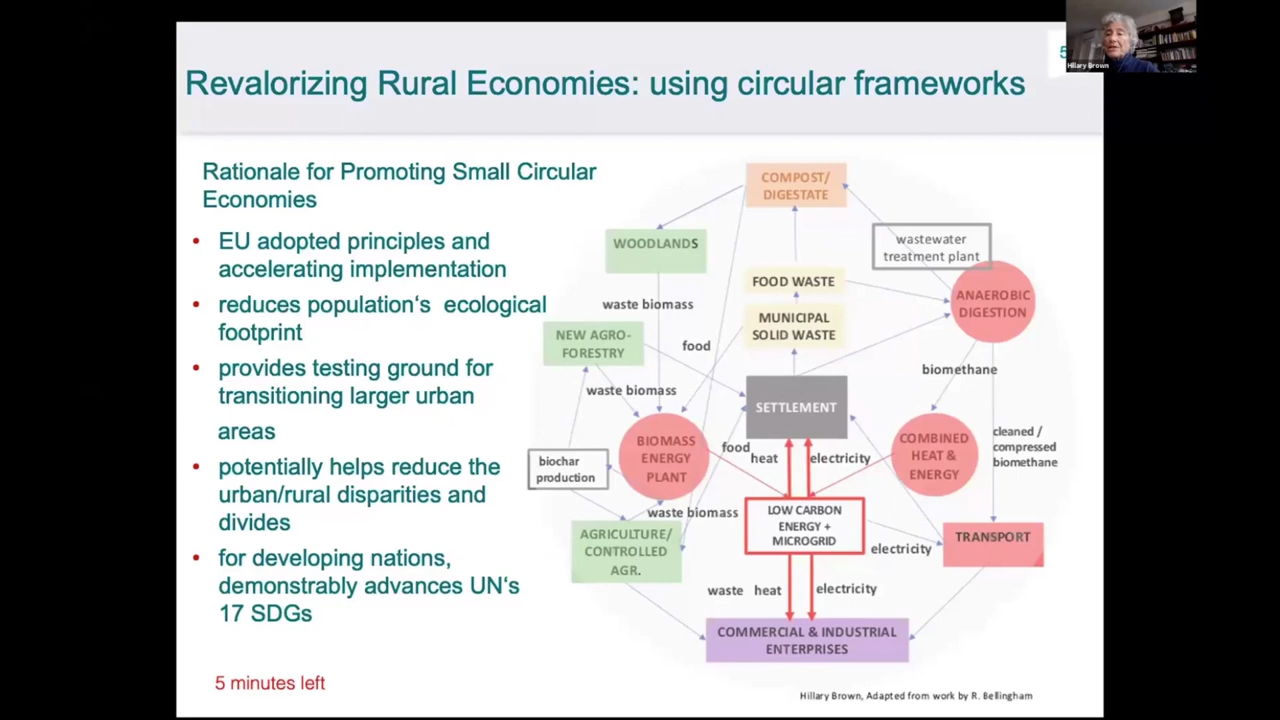 5
Hillary Brown
Revalorizing Rural Economies: using circular frameworks
Rationale for Promoting Small Circular
Economies
• EU adopted principles and
accelerating implementation
• reduces population‘s ecological
footprint
• provides testing ground for
transitioning larger urban
areas
• potentially helps reduce the
urban/rural disparities and
divides
• for developing nations,
demonstrably advances UN‘s
17 SDGs
5 minutes left
COMPOST/
DIGESTATE
WOODLANDS
wastewater
treatment plant
FOOD WASTE
ANAEROBIC
DIGESTION
waste biomass
MUNICIPAL
SOLID WASTE
NEW AGRO-
FORESTRY
food
biomethane
waste biomass
SETTLEMENT
BIOMASS
ENERGY
PLANT
food
heat
electricity
COMBINED
HEAT &
ENERGY
cleaned /
compressed
biomethane
biochar
production
waste biomass
LOW CARBON
ENERGY +
MICROGRID
AGRICULTURE/
CONTROLLED
AGR.
electricity
TRANSPORT
waste heat
electricity
COMMERCIAL & INDUSTRIAL
ENTERPRISES
Hillary Brown, Adapted from work by R. Bellingham